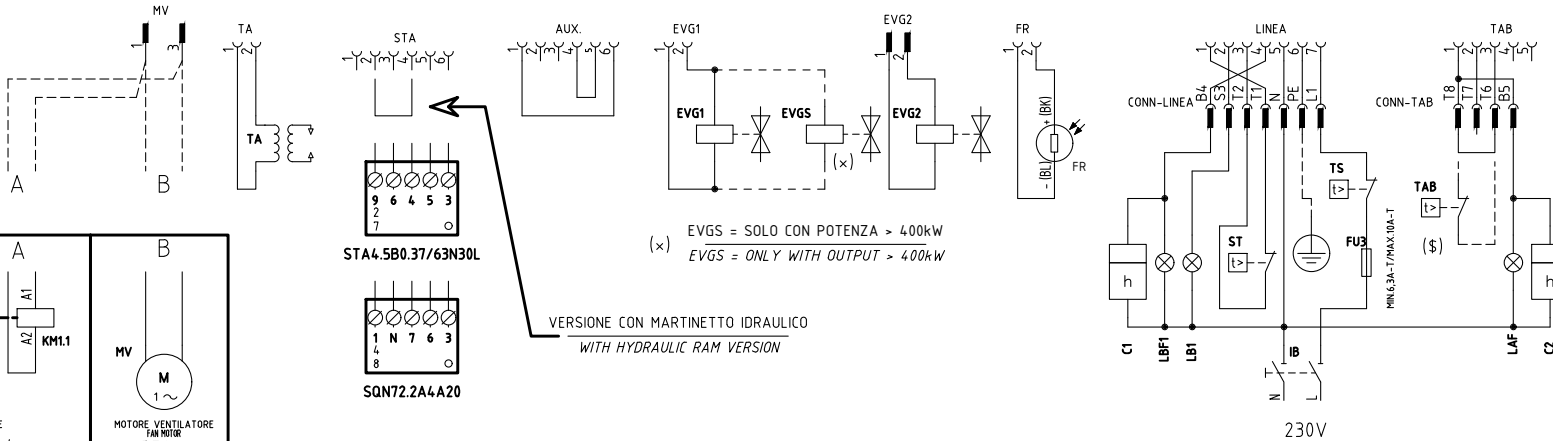 MV
1 3
A B
TA
1 2
TA
STA
1 2 3 4 5 6
9 6 4 5 3
2
7
STA4.5B0.37/63N30L
1 N 7 6 3
4
8
SQN72.2A4A20
AUX.
1 2 3 4 5 6
VERSIONE CON MARTINETTO IDRAULICO
WITH HYDRAULIC RAM VERSION
EVG1
1 2
EVG1
EVGS
(x)
EVG2
1 2
EVG2
(x) EVGS = SOLO CON POTENZA > 400kW
EVGS = ONLY WITH OUTPUT > 400kW
FR
1 2
+ (BK)
- (BL)
FR
LINEA
1 2 3 4 5 6 7
CONN-LINEA B4 S3 T2 T1 N PE L1
TS
t>
ST
t>
FU3
MIN.6,3A-T/MAX.10A-T
h
C1 LBF1 LB1
IB
N L
230V
TAB
1 2 3 4 5
CONN-TAB T8 T7 T6 B5
TAB
t>
($)
h
LAF C2
A B
A1
A2
KM1.1
MV
M
1~
E
MOTORE VENTILATORE
FAN MOTOR